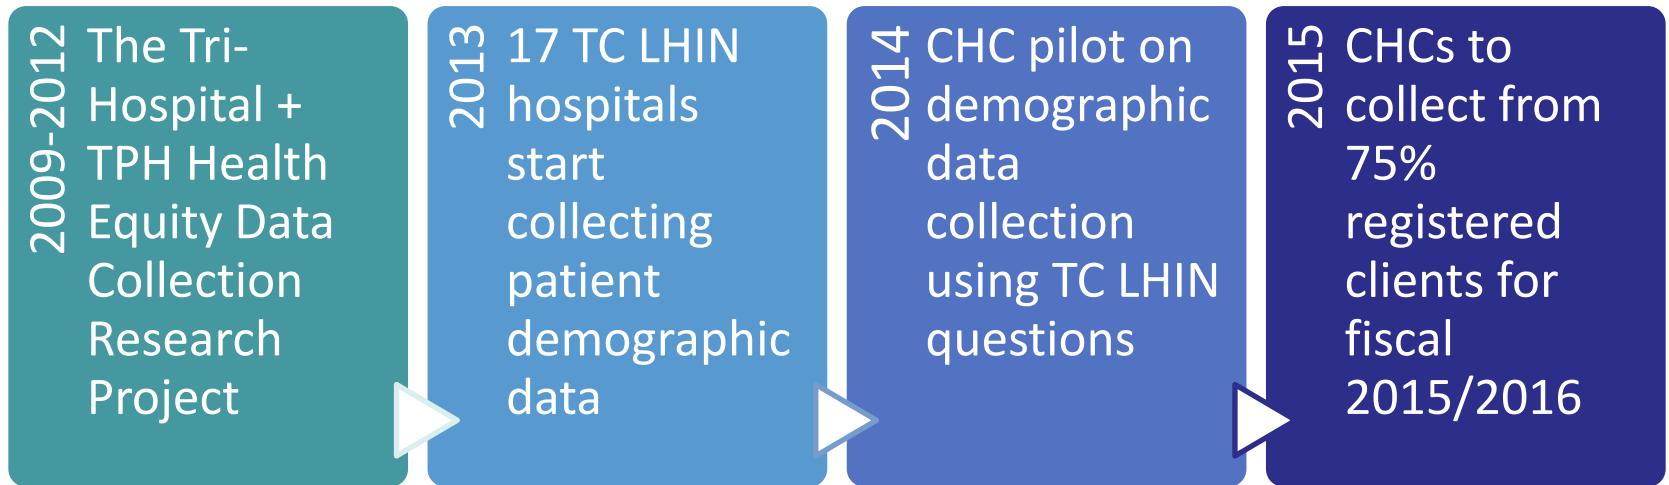 2009-2012
The Tri-
Hospital +
TPH Health
Equity Data
Collection
Research
Project
2013
17 TC LHIN
hospitals
start
collecting
patient
demographic
data
2014
CHC pilot on
demographic
data
collection
using TC LHIN
questions
2015
CHCs to
collect from
75%
registered
clients for
fiscal
2015/2016